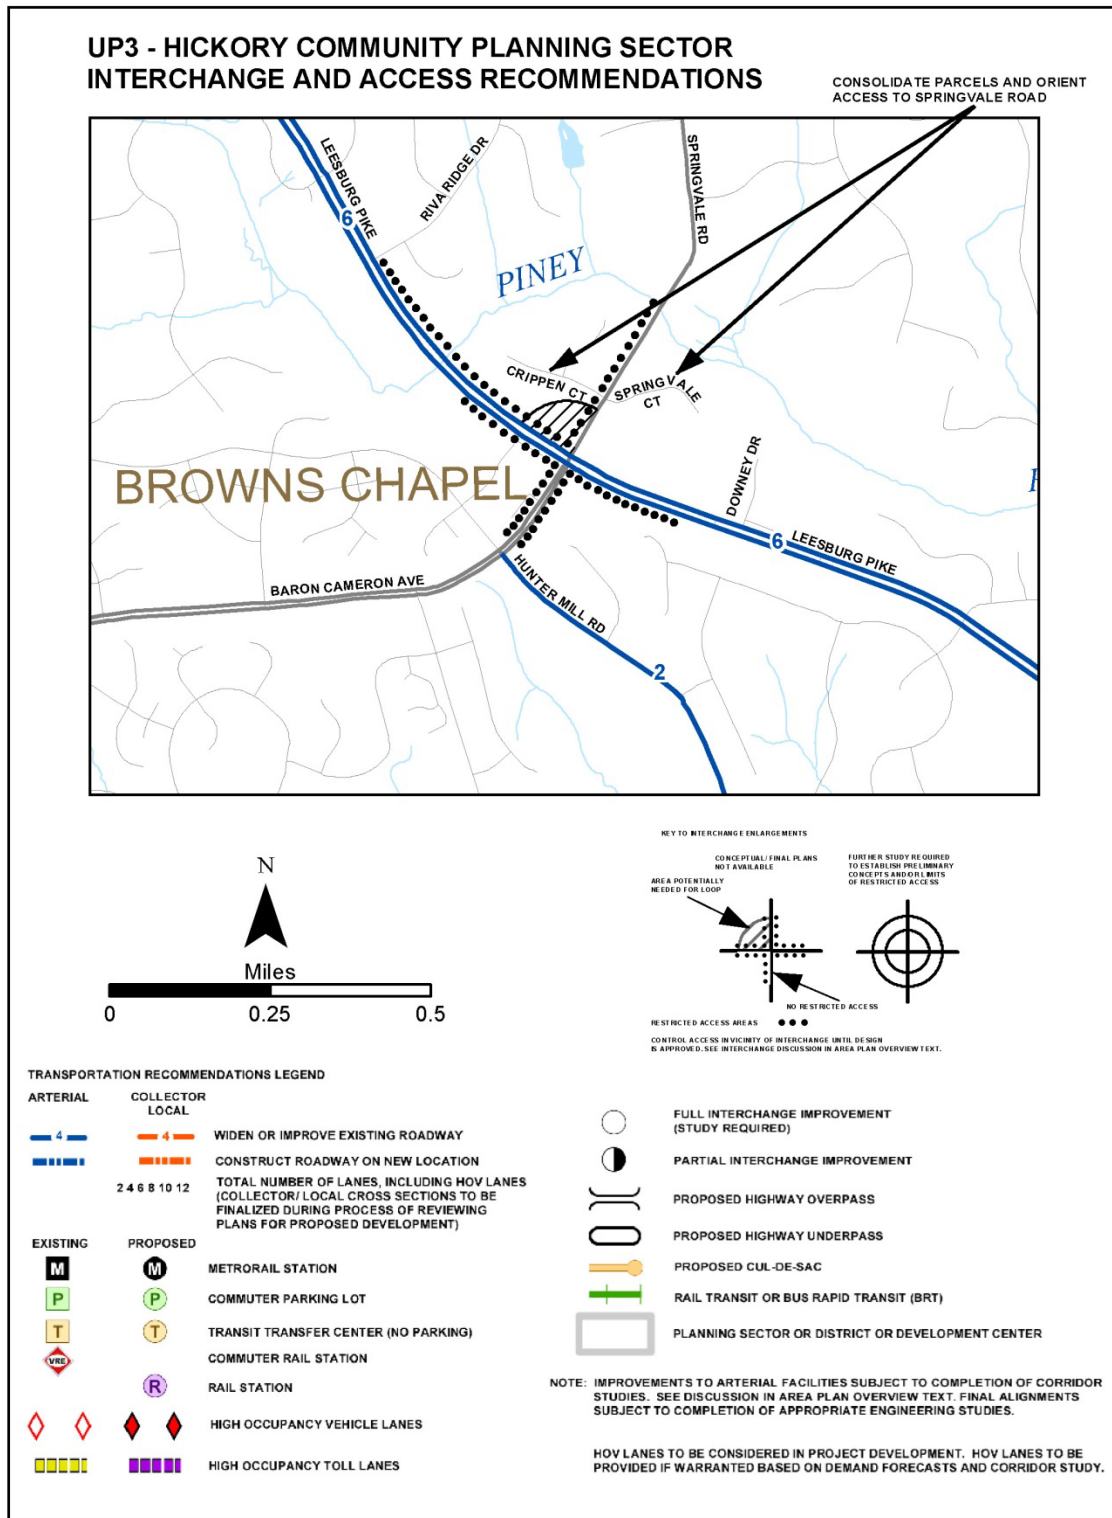 UP3 - HICKORY COMMUNITY PLANNING SECTOR
INTERCHANGE AND ACCESS RECOMMENDATIONS
CONSOLIDATE PARCELS AND ORIENT
ACCESS TO SPRINGVALE ROAD
LEESBURG PIKE
6
RIVA RIDGE DR
SPRINGVALE RD
PINEY
CRIPPEN CT
SPRINGVALE
CT
BROWNS CHAPEL
DOWNEY DR
6
LEESBURG PIKE
BARON CAMERON AVE
HUNTER MILL RD
2
N
Miles
0
0.25
0.5
KEY TO INTERCHANGE ENLARGEMENTS
CONCEPTUAL/ FINAL PLANS
NOT AVAILABLE
AREA POTENTIALLY
NEEDED FOR LOOP
FURTHER STUDY REQUIRED
TO ESTABLISH PRELIMINARY
CONCEPTS AND/OR LIMITS
OF RESTRICTED ACCESS
NO RESTRICTED ACCESS
RESTRICTED ACCESS AREAS
CONTROL ACCESS IN VICINITY OF INTERCHANGE UNTIL DESIGN
IS APPROVED. SEE INTERCHANGE DISCUSSION IN AREA PLAN OVERVIEW TEXT.
TRANSPORTATION RECOMMENDATIONS LEGEND
ARTERIAL
COLLECTOR
LOCAL
4
4
WIDEN OR IMPROVE EXISTING ROADWAY
CONSTRUCT ROADWAY ON NEW LOCATION
2 4 6 8 10 12
TOTAL NUMBER OF LANES, INCLUDING HOV LANES
(COLLECTOR/ LOCAL CROSS SECTIONS TO BE
FINALIZED DURING PROCESS OF REVIEWING
PLANS FOR PROPOSED DEVELOPMENT)
EXISTING
PROPOSED
M
M
METRORAIL STATION
P
P
COMMUTER PARKING LOT
T
T
TRANSIT TRANSFER CENTER (NO PARKING)
VRE
COMMUTER RAIL STATION
R
RAIL STATION
HIGH OCCUPANCY VEHICLE LANES
HIGH OCCUPANCY TOLL LANES
FULL INTERCHANGE IMPROVEMENT
(STUDY REQUIRED)
PARTIAL INTERCHANGE IMPROVEMENT
PROPOSED HIGHWAY OVERPASS
PROPOSED HIGHWAY UNDERPASS
PROPOSED CUL-DE-SAC
RAIL TRANSIT OR BUS RAPID TRANSIT (BRT)
PLANNING SECTOR OR DISTRICT OR DEVELOPMENT CENTER
NOTE: IMPROVEMENTS TO ARTERIAL FACILITIES SUBJECT TO COMPLETION OF CORRIDOR
STUDIES. SEE DISCUSSION IN AREA PLAN OVERVIEW TEXT. FINAL ALIGNMENTS
SUBJECT TO COMPLETION OF APPROPRIATE ENGINEERING STUDIES.
HOV LANES TO BE CONSIDERED IN PROJECT DEVELOPMENT. HOV LANES TO BE
PROVIDED IF WARRANTED BASED ON DEMAND FORECASTS AND CORRIDOR STUDY.